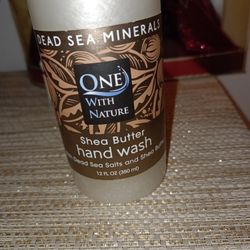 DEAD SEA MINERALS
ONE
WITH
NATURE
Shea Butter
hand wash
Dead Sea Salts and Shea Butter
12 FL OZ (360 ml)